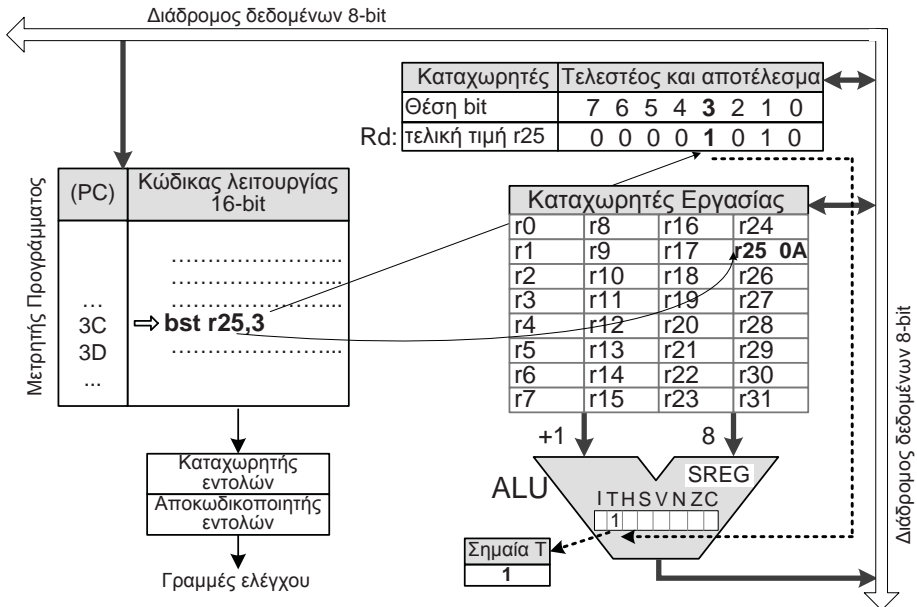 Διάδρομος δεδομένων 8-bit
Καταχωρητές Τελεστέος και αποτέλεσμα
Θέση bit 7 6 5 4 3 2 1 0
Rd: τελική τιμή r25 0 0 0 0 1 0 1 0
Μετρητής Προγράμματος
(PC) Κώδικας λειτουργίας
16-bit
...
3C bst r25,3
3D
...
Καταχωρητής
εντολών
Αποκωδικοποιητής
εντολών
Γραμμές ελέγχου
Καταχωρητές Εργασίας
r0 r8 r16 r24
r1 r9 r17 r25 0A
r2 r10 r18 r26
r3 r11 r19 r27
r4 r12 r20 r28
r5 r13 r21 r29
r6 r14 r22 r30
r7 r15 r23 r31
+1 8
ALU
SREG
I T H S V N Z C
1
Σημαία T
1
Διάδρομος δεδομένων 8-bit